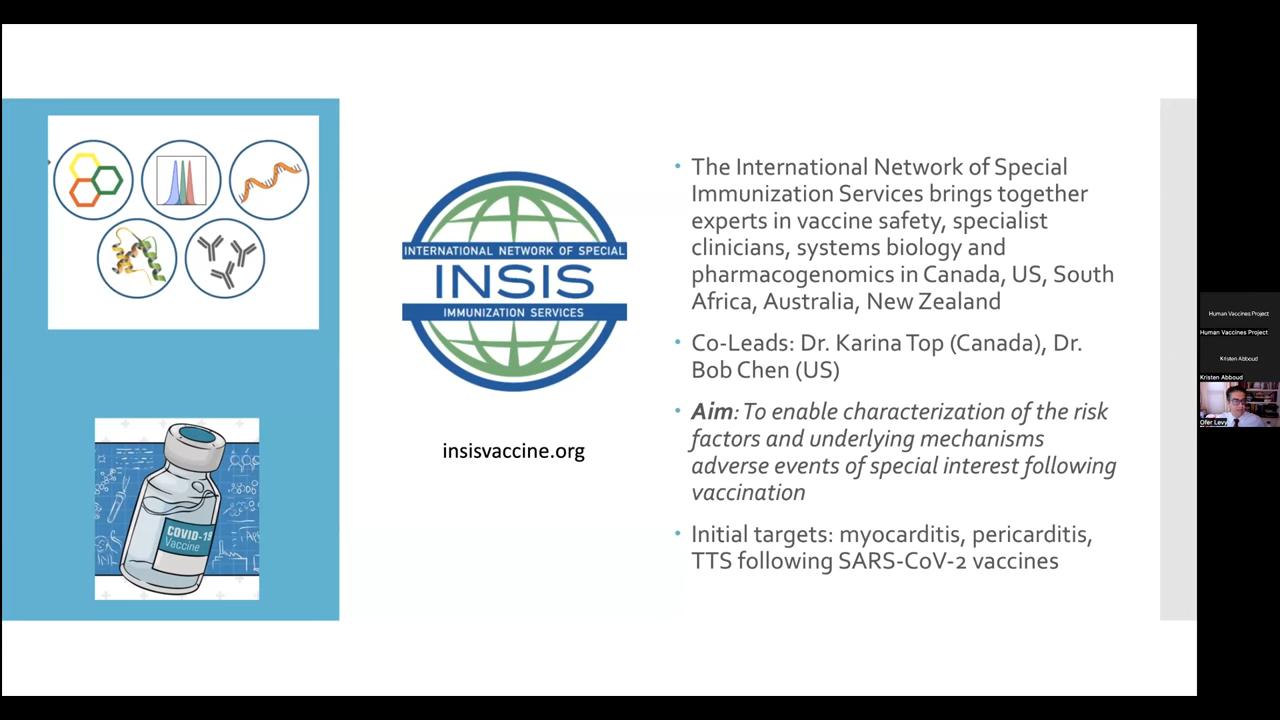 INTERNATIONAL NETWORK OF SPECIAL
INSIS
IMMUNIZATION SERVICES
insisvaccine.org
COVID-19
Vaccine
The International Network of Special
Immunization Services brings together
experts in vaccine safety, specialist
clinicians, systems biology and
pharmacogenomics in Canada, US, South
Africa, Australia, New Zealand
Co-Leads: Dr. Karina Top (Canada), Dr.
Bob Chen (US)
Aim: To enable characterization of the risk
factors and underlying mechanisms
adverse events of special interest following
vaccination
Initial targets: myocarditis, pericarditis,
TTS following SARS-CoV-2 vaccines
Human Vaccines Project
Human Vaccines Project
Kristen Abboud
Kristen Abboud
Ofer Levy